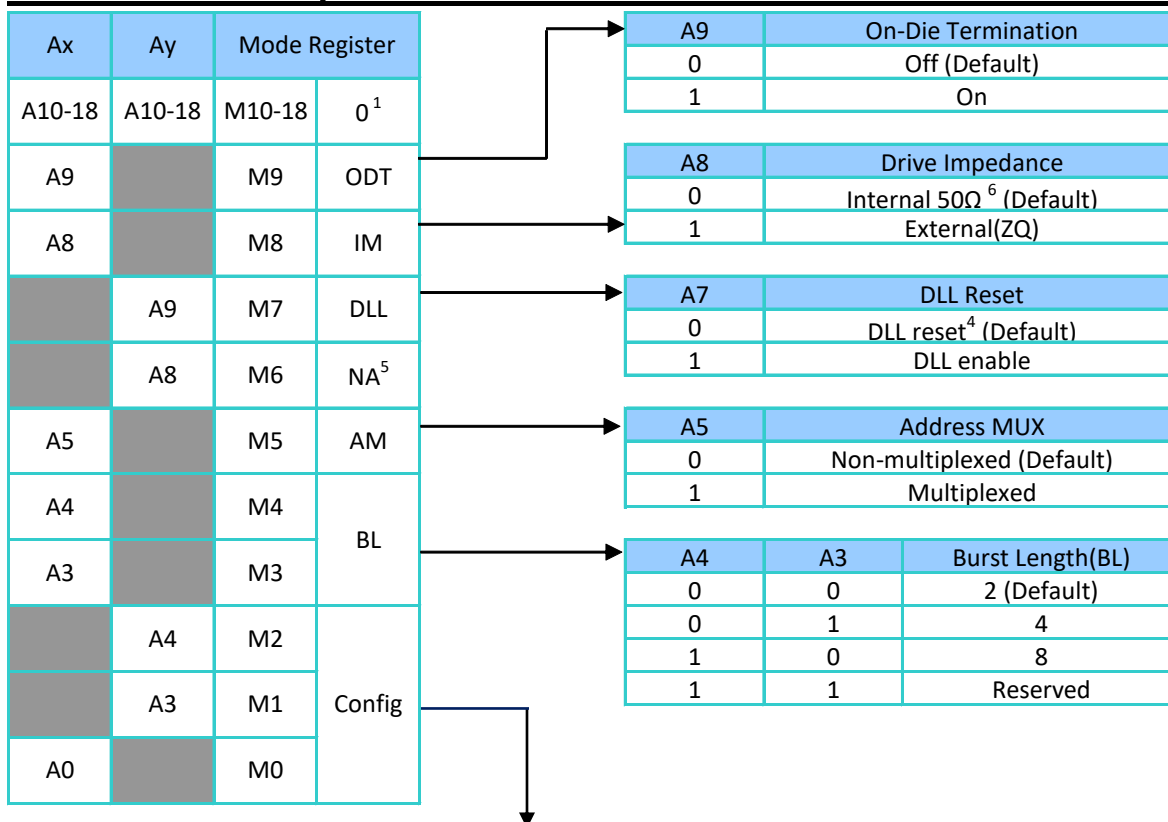 Ax Ay Mode Register
A10-18 A10-18 M10-18 0¹
A9 M9 ODT
A8 M8 IM
A9 M7 DLL
A8 M6 NA⁵
A5 M5 AM
A4 M4 BL
A3 M3
A4 M2 Config
A3 M1
A0 M0
A9 On-Die Termination
0 Off (Default)
1 On
A8 Drive Impedance
0 Internal 50Ω ⁶ (Default)
1 External(ZQ)
A7 DLL Reset
0 DLL reset⁴ (Default)
1 DLL enable
A5 Address MUX
0 Non-multiplexed (Default)
1 Multiplexed
A4 A3 Burst Length(BL)
0 0 2 (Default)
0 1 4
1 0 8
1 1 Reserved